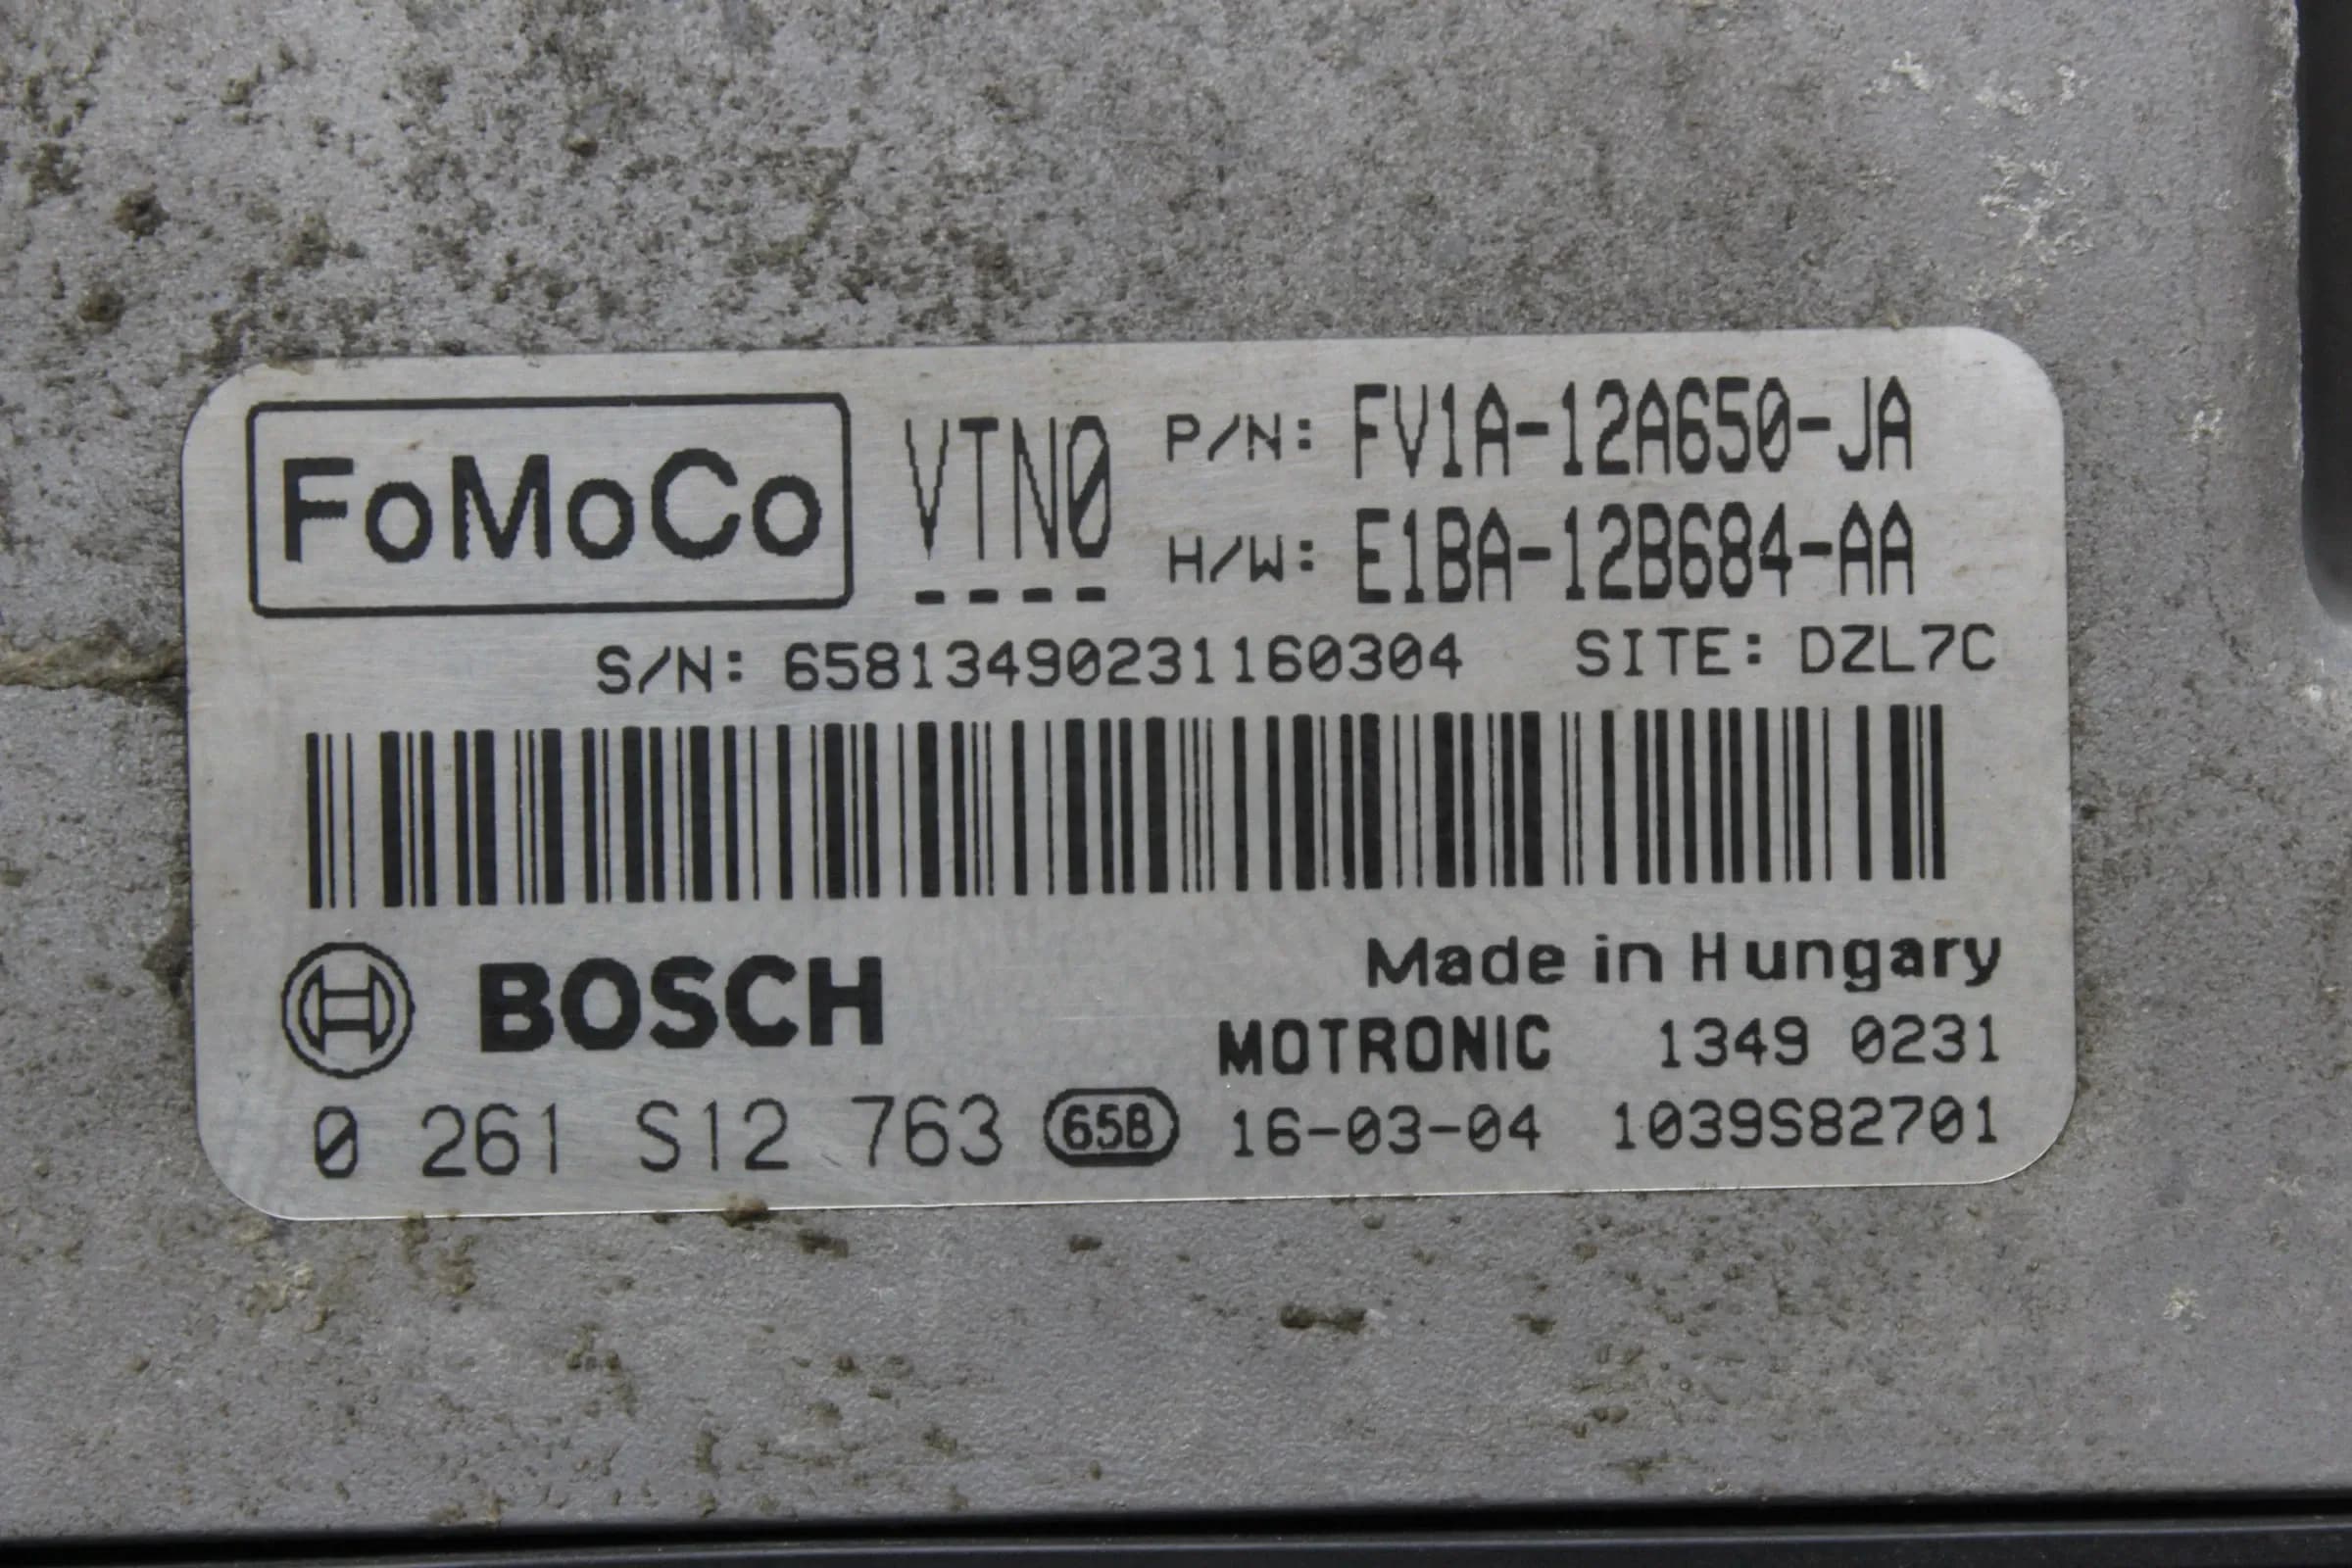 FoMoCo VTN0 P/N: FV1A-12A650-JA
H/W: E1BA-12B684-AA
S/N: 65813490231160304 SITE: DZL7C
BOSCH Made in Hungary
MOTRONIC 1349 0231
0 261 S12 763 658 16-03-04 1039S82701